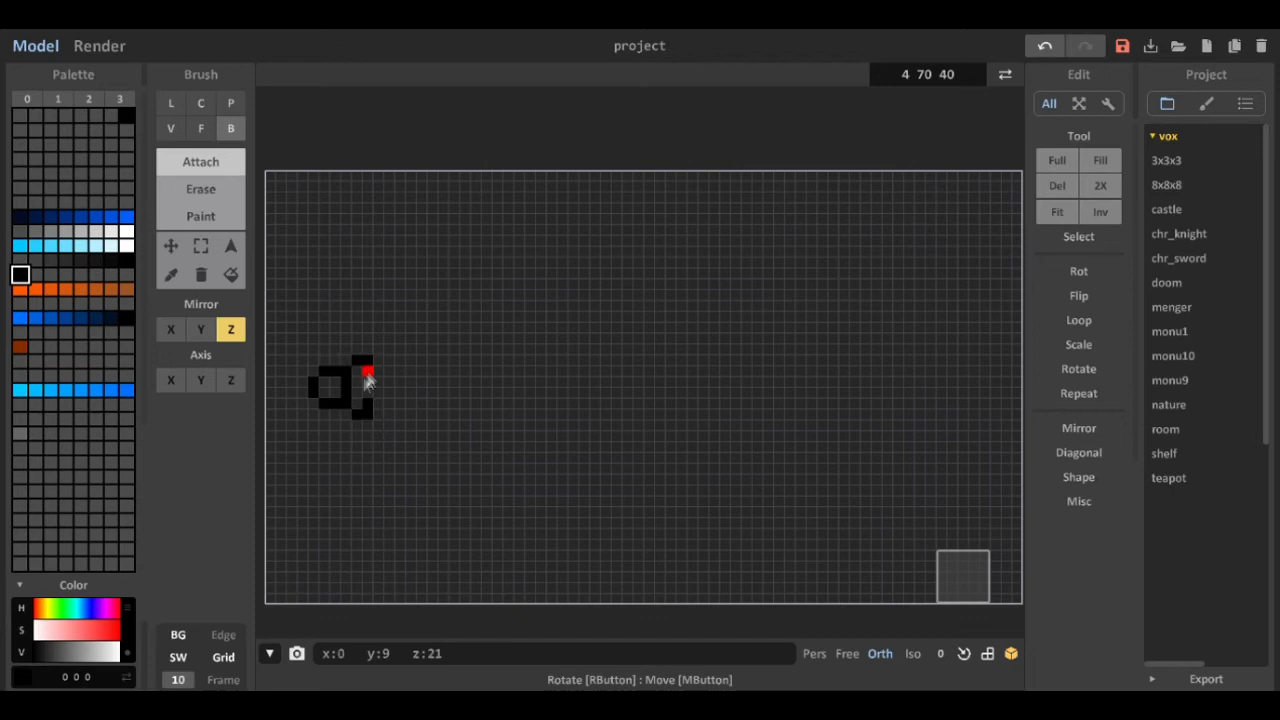 Model Render
project
Palette
0 1 2 3
Color
H
S
V
0 0 0
Brush
L C P
V F B
Attach
Erase
Paint
Mirror
X Y Z
Axis
X Y Z
BG Edge
SW Grid
10 Frame
4 70 40
x:0 y:9 z:21
Pers Free Orth Iso 0
Rotate [RButton] : Move [MButton]
Edit
All
Tool
Full Fill
Del 2X
Fit Inv
Select
Rot
Flip
Loop
Scale
Rotate
Repeat
Mirror
Diagonal
Shape
Misc
Project
vox
3x3x3
8x8x8
castle
chr_knight
chr_sword
doom
menger
monu1
monu10
monu9
nature
room
shelf
teapot
Export